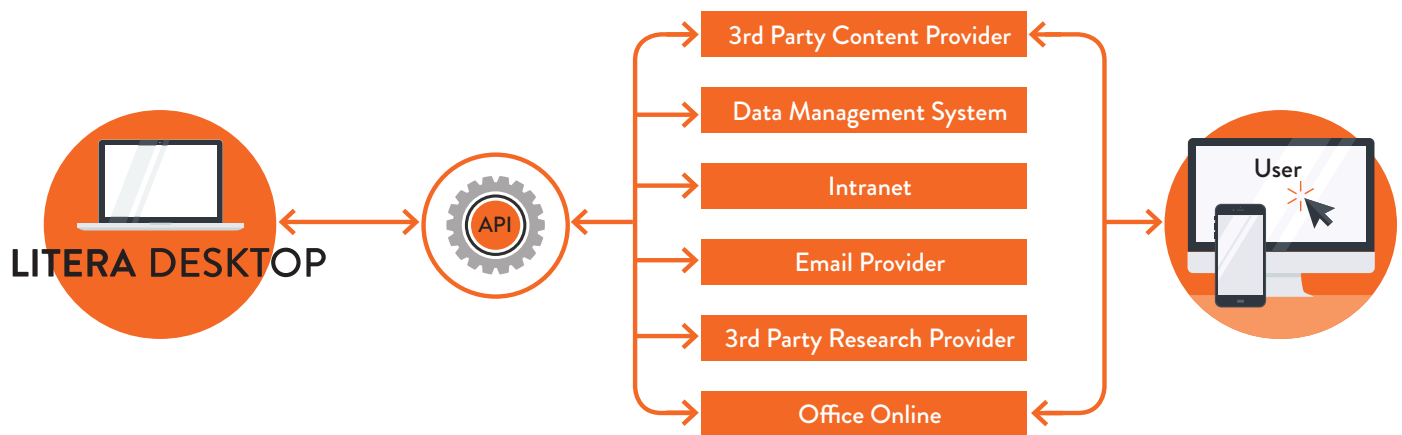 LITERA DESKTOP
API
3rd Party Content Provider
Data Management System
Intranet
Email Provider
3rd Party Research Provider
Office Online
User